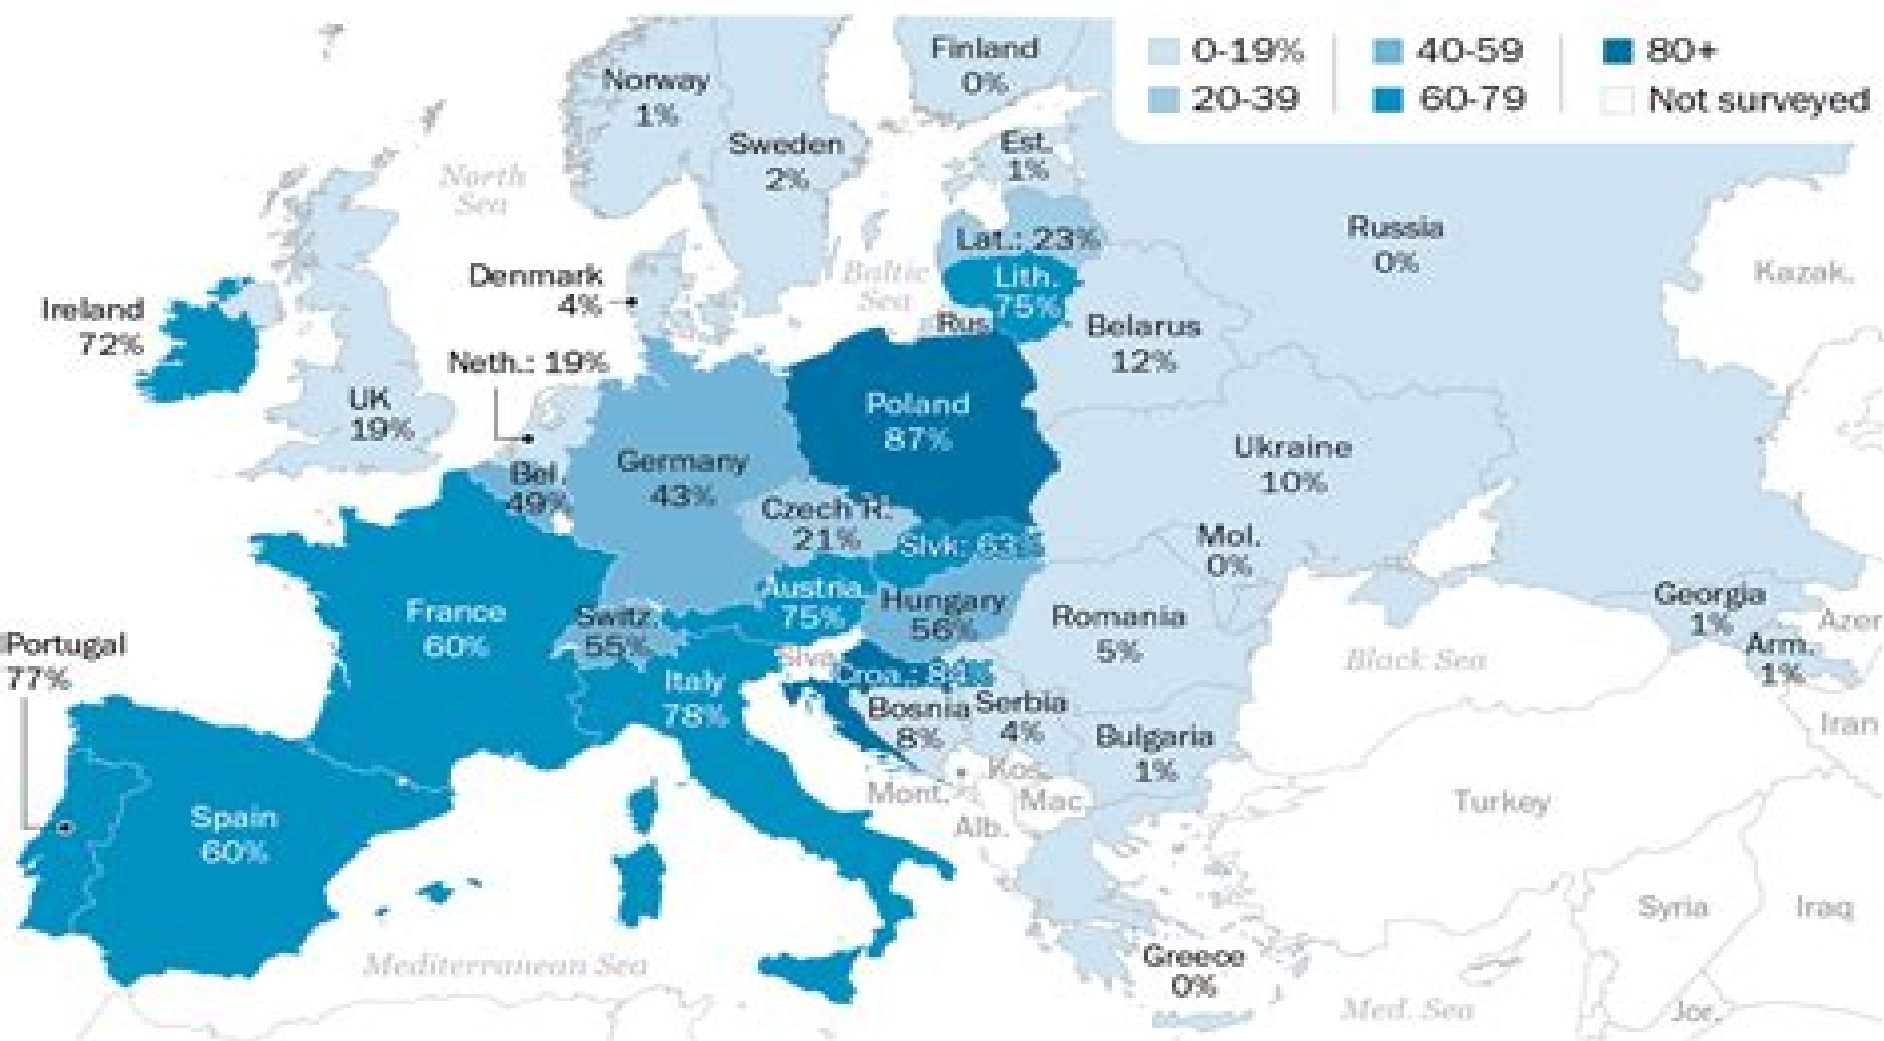 0-19%
20-39
40-59
60-79
80+
Not surveyed
Finland
0%
Norway
1%
Sweden
2%
Est.
1%
North
Sea
Russia
0%
Lat.: 23%
Lith.
75%
Kazak.
Baltic
Sea
Denmark
4%
Ireland
72%
Rus.
Belarus
12%
Neth.: 19%
UK
19%
Poland
87%
Germany
43%
Bel.
49%
Ukraine
10%
Czech R.
21%
Slvk: 63%
Mol.
0%
Austria
75%
Hungary
56%
France
60%
Switz.
55%
Romania
5%
Georgia
1%
Azer
Arm.
1%
Portugal
77%
Slvn
Croa.: 84%
Italy
78%
Black Sea
Bosnia
8%
Serbia
4%
Bulgaria
1%
Iran
Kos.
Mont.
Mac.
Alb.
Turkey
Spain
60%
Syria
Iraq
Mediterranean Sea
Greece
0%
Med. Sea
Jor.